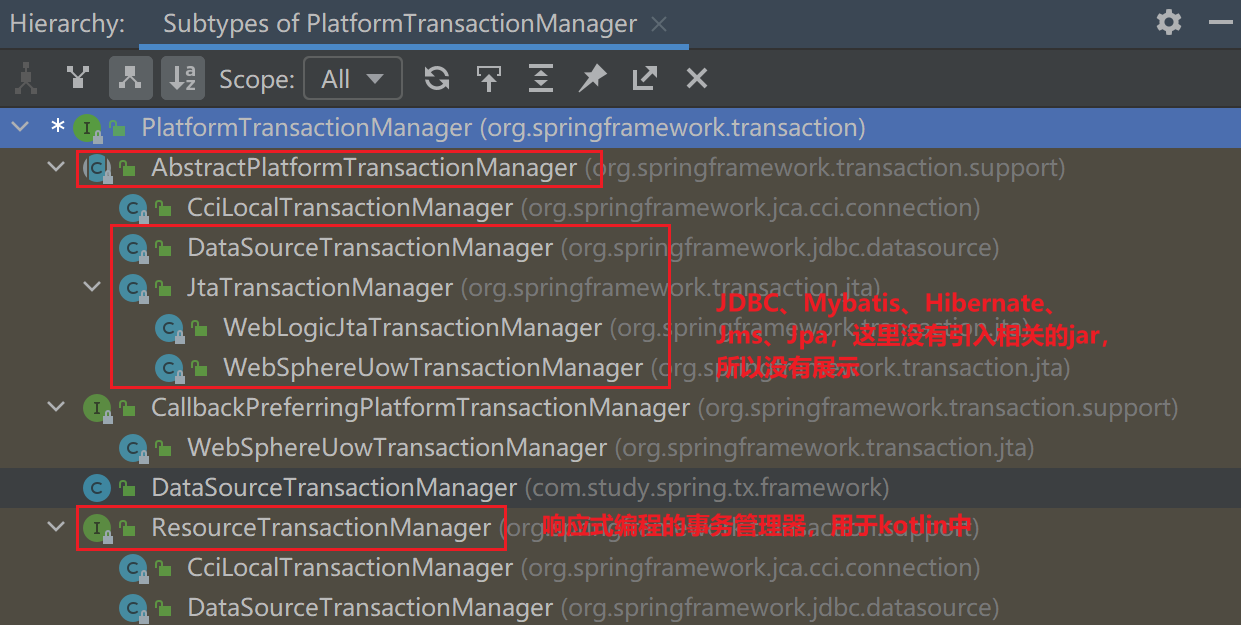 Hierarchy: Subtypes of PlatformTransactionManager
Scope: All
* PlatformTransactionManager (org.springframework.transaction)
AbstractPlatformTransactionManager (org.springframework.transaction.support)
CciLocalTransactionManager (org.springframework.jca.cci.connection)
DataSourceTransactionManager (org.springframework.jdbc.datasource)
JtaTransactionManager (org.springframework.transaction.jta)
JDBC、Mybatis、Hibernate、
WebLogicJtaTransactionManager (org.springframework.transaction.jta)
Jms、Jpa，这里没有引入相关的jar，
WebSphereUowTransactionManager (org.springframework.transaction.jta)
所以没有展示
CallbackPreferringPlatformTransactionManager (org.springframework.transaction.support)
WebSphereUowTransactionManager (org.springframework.transaction.jta)
DataSourceTransactionManager (com.study.spring.tx.framework)
ResourceTransactionManager (org.springframework.transaction.support)
响应式编程的事务管理器，用于kotlin中
CciLocalTransactionManager (org.springframework.jca.cci.connection)
DataSourceTransactionManager (org.springframework.jdbc.datasource)